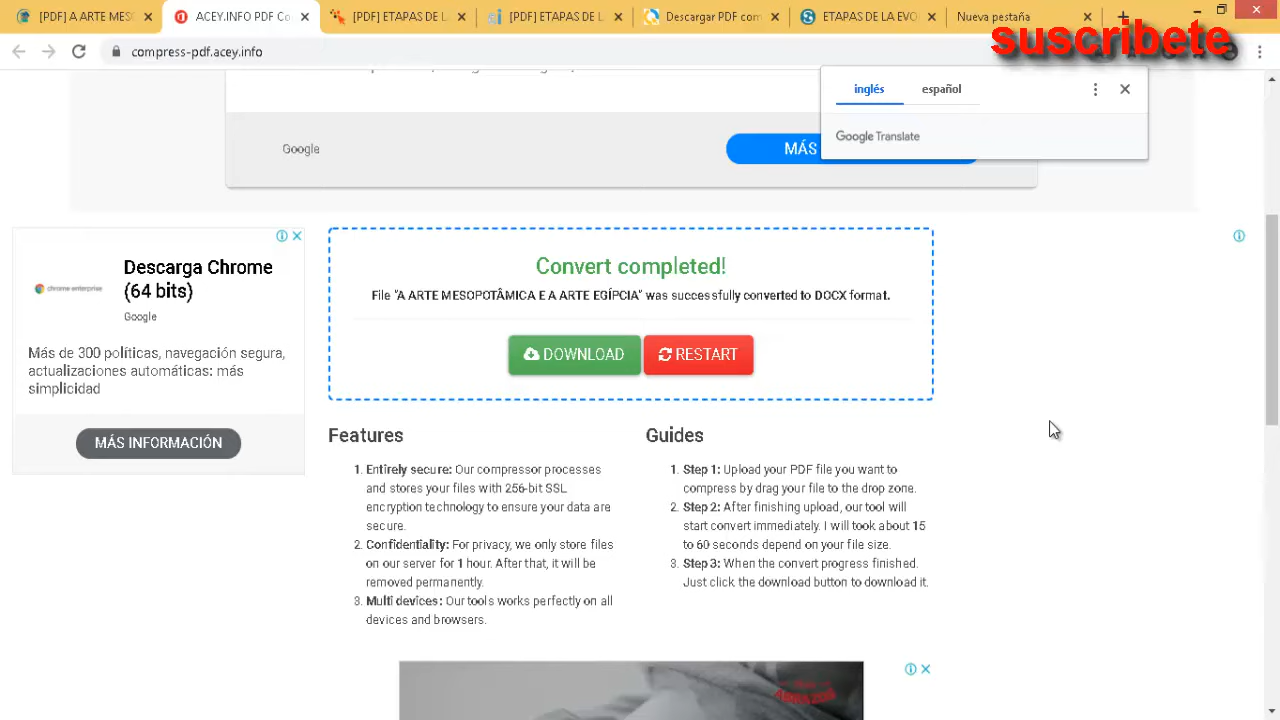 [PDF] A ARTE MES
ACEY.INFO PDF Co
[PDF] ETAPAS DE L
[PDF] ETAPAS DE L
Descargar PDF com
ETAPAS DE LA EVO
Nueva pestaña
suscribete
compress-pdf.acey.info
inglés
español
Google Translate
Google
MÁS
Descarga Chrome
(64 bits)
chrome enterprise
Google
Más de 300 políticas, navegación segura,
actualizaciones automáticas: más
simplicidad
MÁS INFORMACIÓN
Convert completed!
File "A ARTE MESOPOTÂMICA E A ARTE EGÍPCIA" was successfully converted to DOCX format.
DOWNLOAD
RESTART
Features
1. Entirely secure: Our compressor processes
and stores your files with 256-bit SSL
encryption technology to ensure your data are
secure.
2. Confidentiality: For privacy, we only store files
on our server for 1 hour. After that, it will be
removed permanently.
3. Multi devices: Our tools works perfectly on all
devices and browsers.
Guides
1. Step 1: Upload your PDF file you want to
compress by drag your file to the drop zone.
2. Step 2: After finishing upload, our tool will
start convert immediately. I will took about 15
to 60 seconds depend on your file size.
3. Step 3: When the convert progress finished.
Just click the download button to download it.